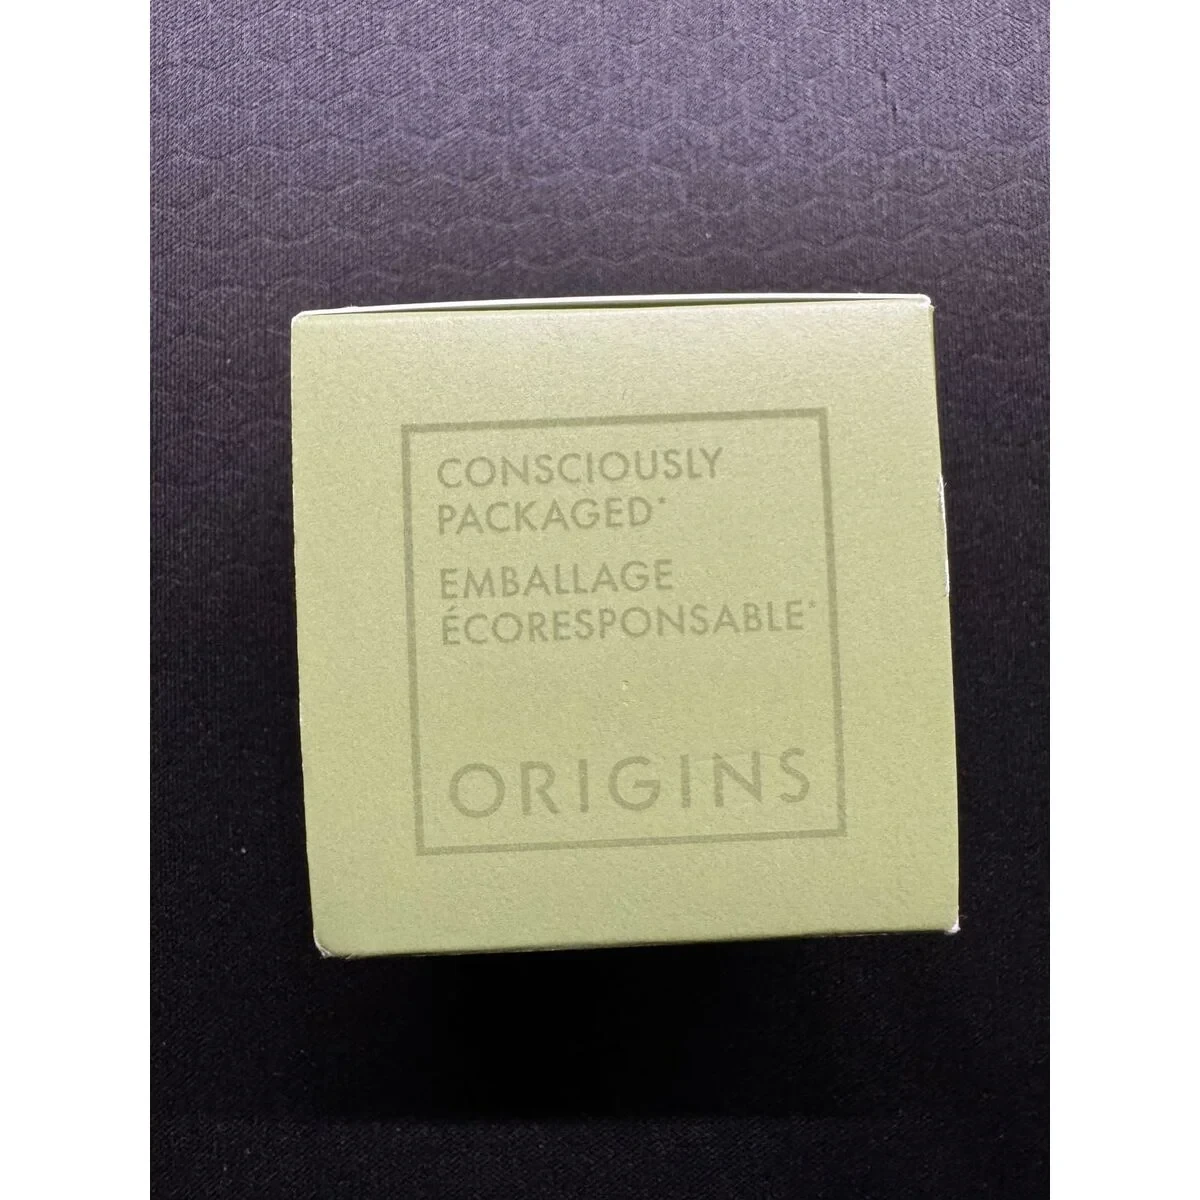 CONSCIOUSLY
PACKAGED*
EMBALLAGE
ÉCORESPONSABLE*
ORIGINS